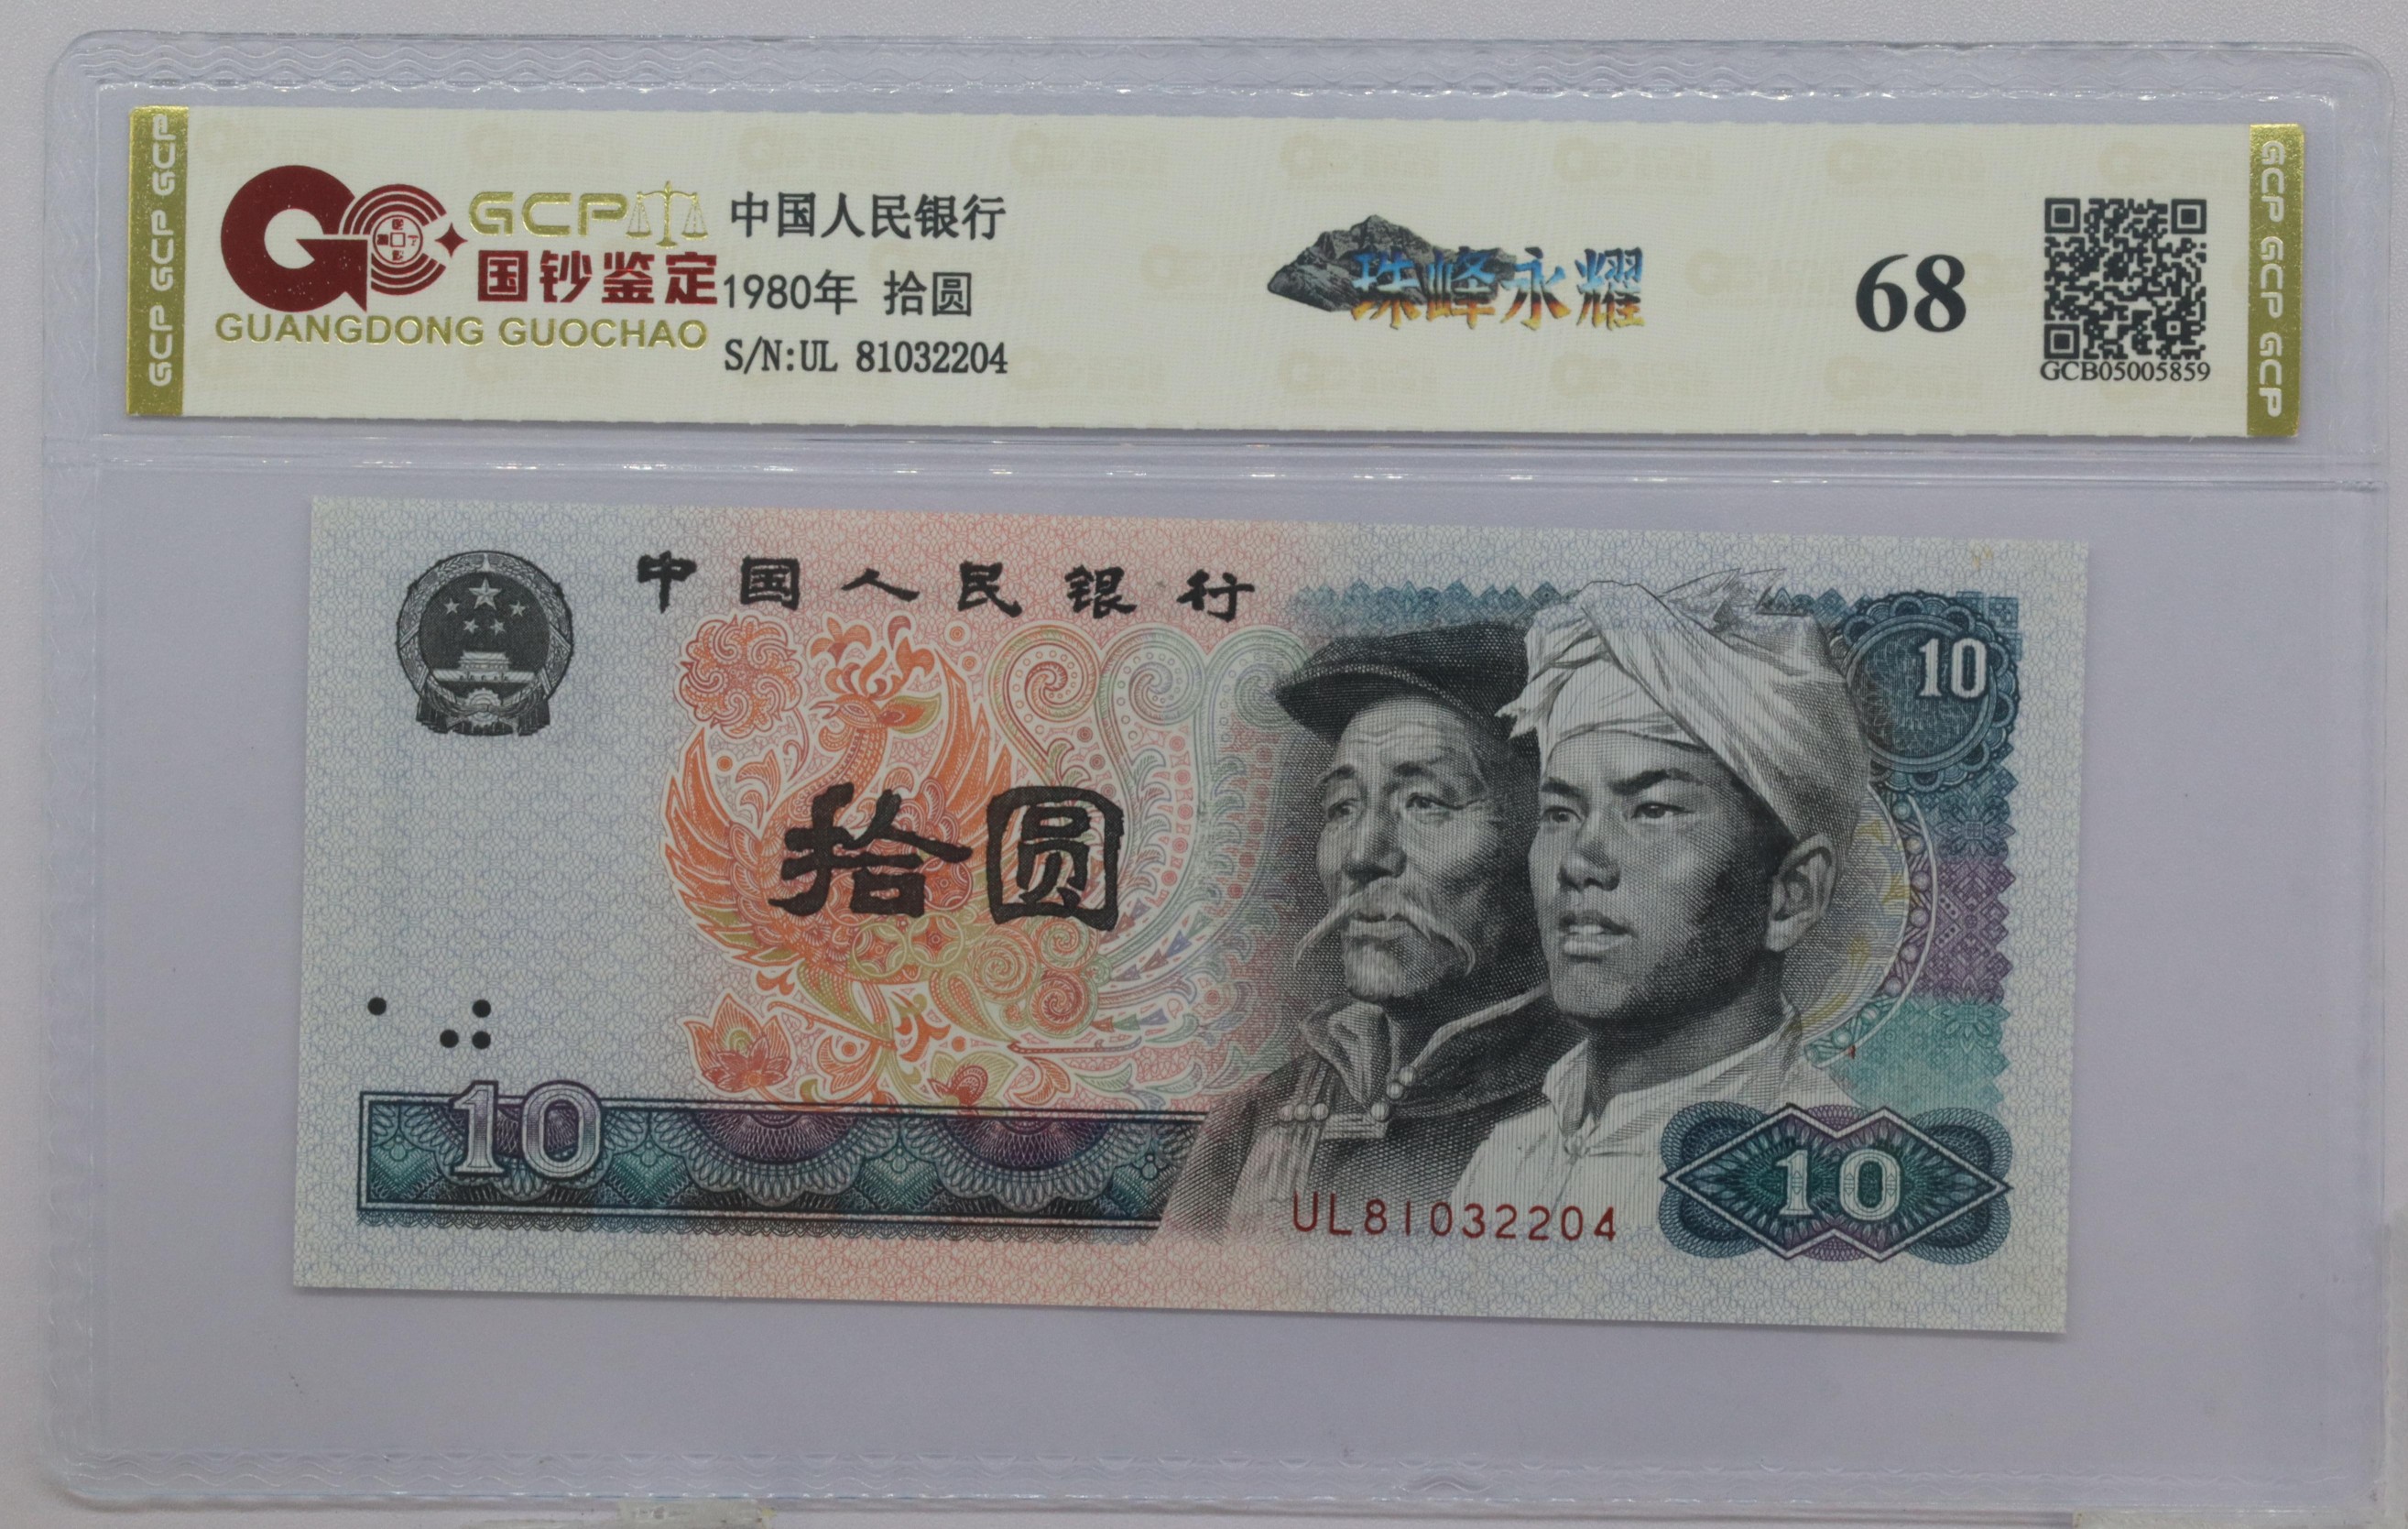 GCP GCP GCP
GCP
国钞鉴定
GUANGDONG GUOCHAO
中国人民银行
1980年 拾圆
S/N:UL 81032204
珠峰永耀
68
GCB05005859
GCP GCP GCP
中国人民银行
10
拾圆
10
UL81032204
10